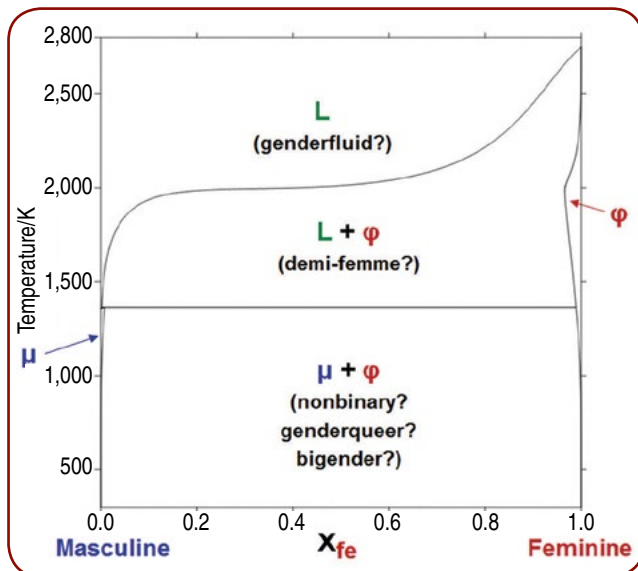 2,800
2,500
2,000
1,500
1,000
500
Temperature/K
L
(genderfluid?)
L + φ
(demi-femme?)
φ
μ
μ + φ
(nonbinary?
genderqueer?
bigender?)
0.0 0.2 0.4 0.6 0.8 1.0
Masculine Xfe Feminine